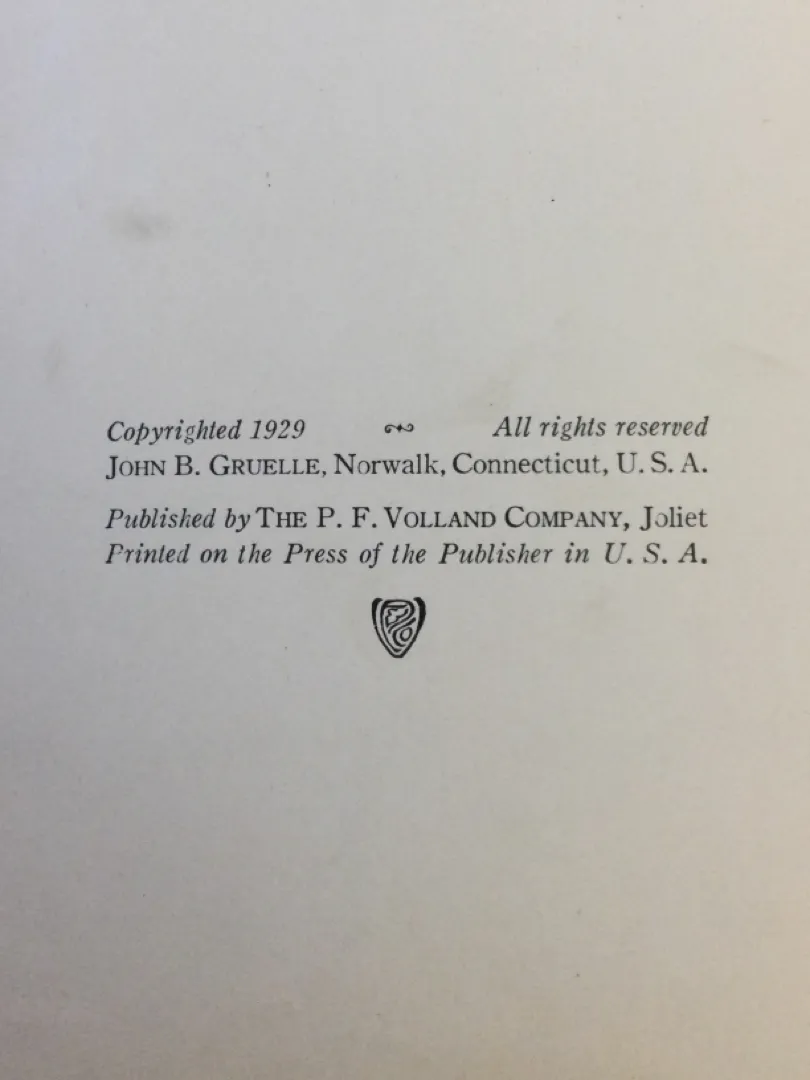 Copyrighted 1929 All rights reserved
JOHN B. GRUELLE, Norwalk, Connecticut, U. S. A.
Published by THE P. F. VOLLAND COMPANY, Joliet
Printed on the Press of the Publisher in U. S. A.